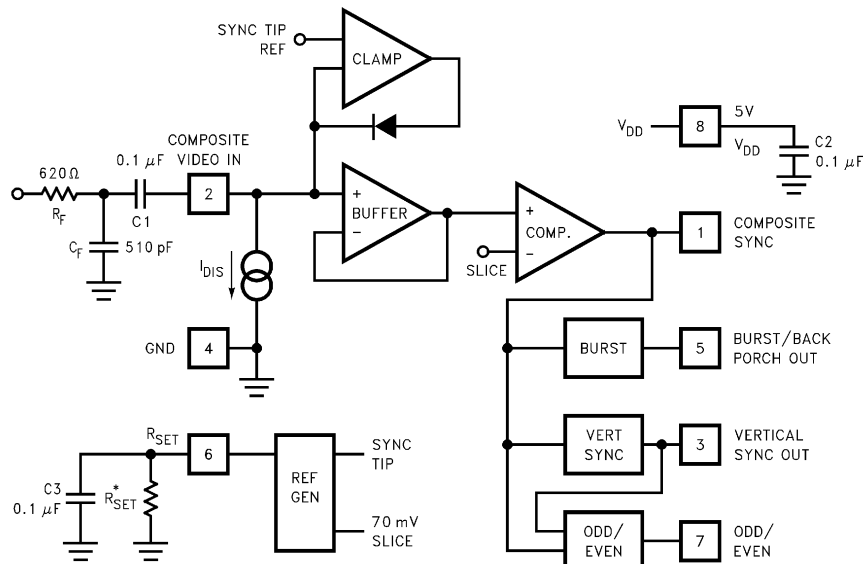 SYNC TIP
REF
CLAMP
V_DD
8
5V
V_DD
C2
0.1 μF
COMPOSITE
VIDEO IN
0.1 μF
620Ω
R_F
C1
2
+
BUFFER
−
+
COMP.
−
SLICE
1
COMPOSITE
SYNC
C_F
510 pF
I_DIS
GND
4
BURST
5
BURST/BACK
PORCH OUT
VERT
SYNC
3
VERTICAL
SYNC OUT
ODD/
EVEN
7
ODD/
EVEN
R_SET
6
REF
GEN
SYNC
TIP
70 mV
SLICE
C3
0.1 μF
R*_SET